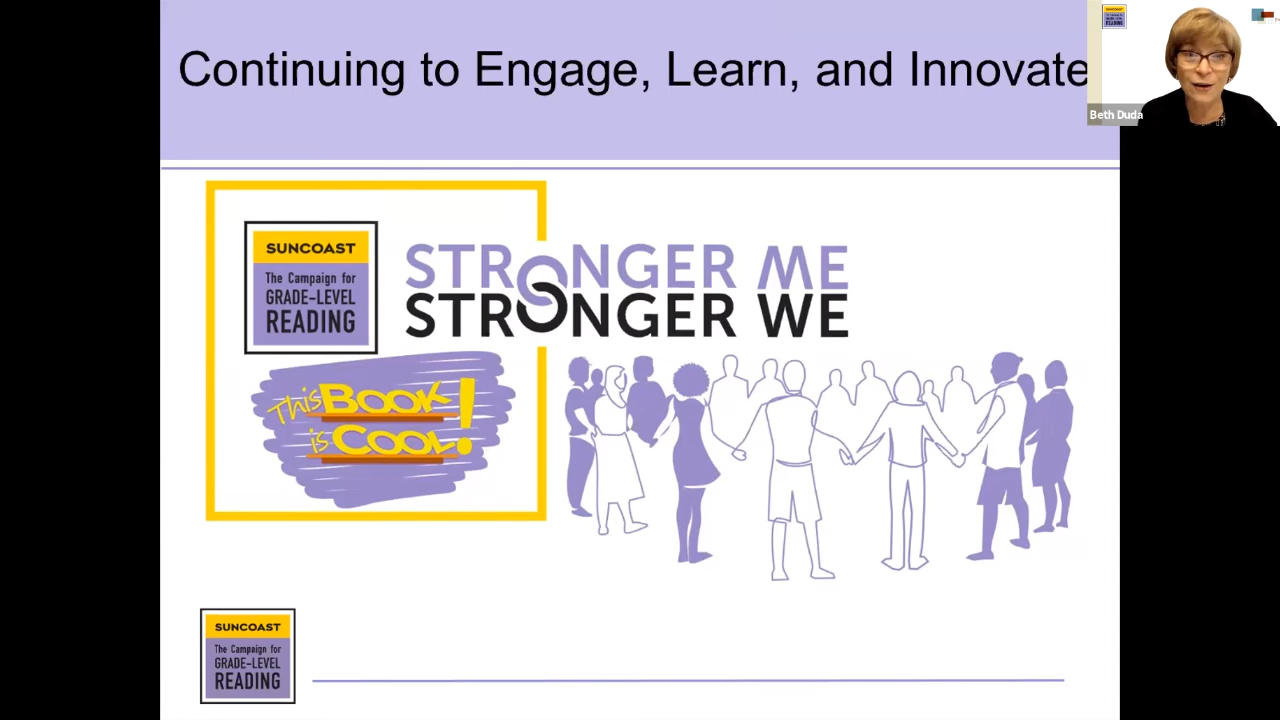 Continuing to Engage, Learn, and Innovate
Beth Duda
SUNCOAST
The Campaign for
GRADE-LEVEL
READING
STRONGER ME
STRONGER WE
This BOOK
is COOL!
SUNCOAST
The Campaign for
GRADE-LEVEL
READING